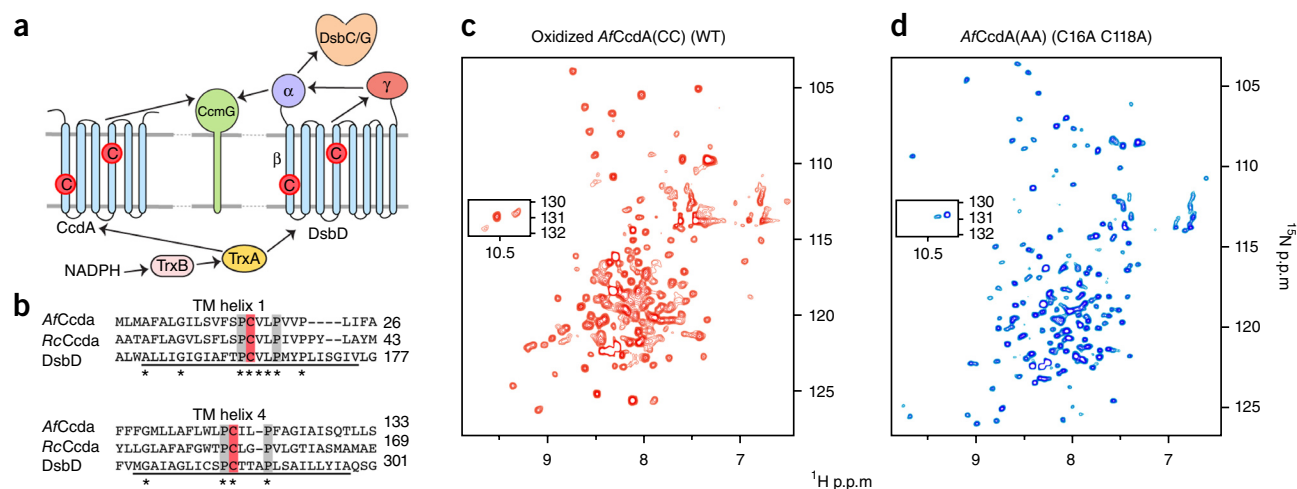 a
DsbC/G
CcmG
α
γ
β
C
C
C
C
CcdA
DsbD
NADPH
TrxB
TrxA
b
TM helix 1
AfCcda MLMAFALGILSVFSPCVLPVVP----LIFA 26
RcCcda AATAFLAGVLSFLSPCVLPIVPPY--LAYM 43
DsbD ALWALLIGIGIAFTPCVLPMYPLISGIVLG 177
* * ***** *
TM helix 4
AfCcda FFFGMLLAFLWLPCIL-PFAGIAISQTLLS 133
RcCcda YLLGLAFAFGWTPCLG-PVLGTIASMAMAE 169
DsbD FVMGAIAGLICSPCTTAPLSAILLYIAQSG 301
* ** *
c
Oxidized AfCcdA(CC) (WT)
105
110
115
120
125
130
131
132
10.5
9
8
7
¹H p.p.m
d
AfCcdA(AA) (C16A C118A)
105
110
115
120
125
130
131
132
10.5
9
8
7
¹⁵N p.p.m